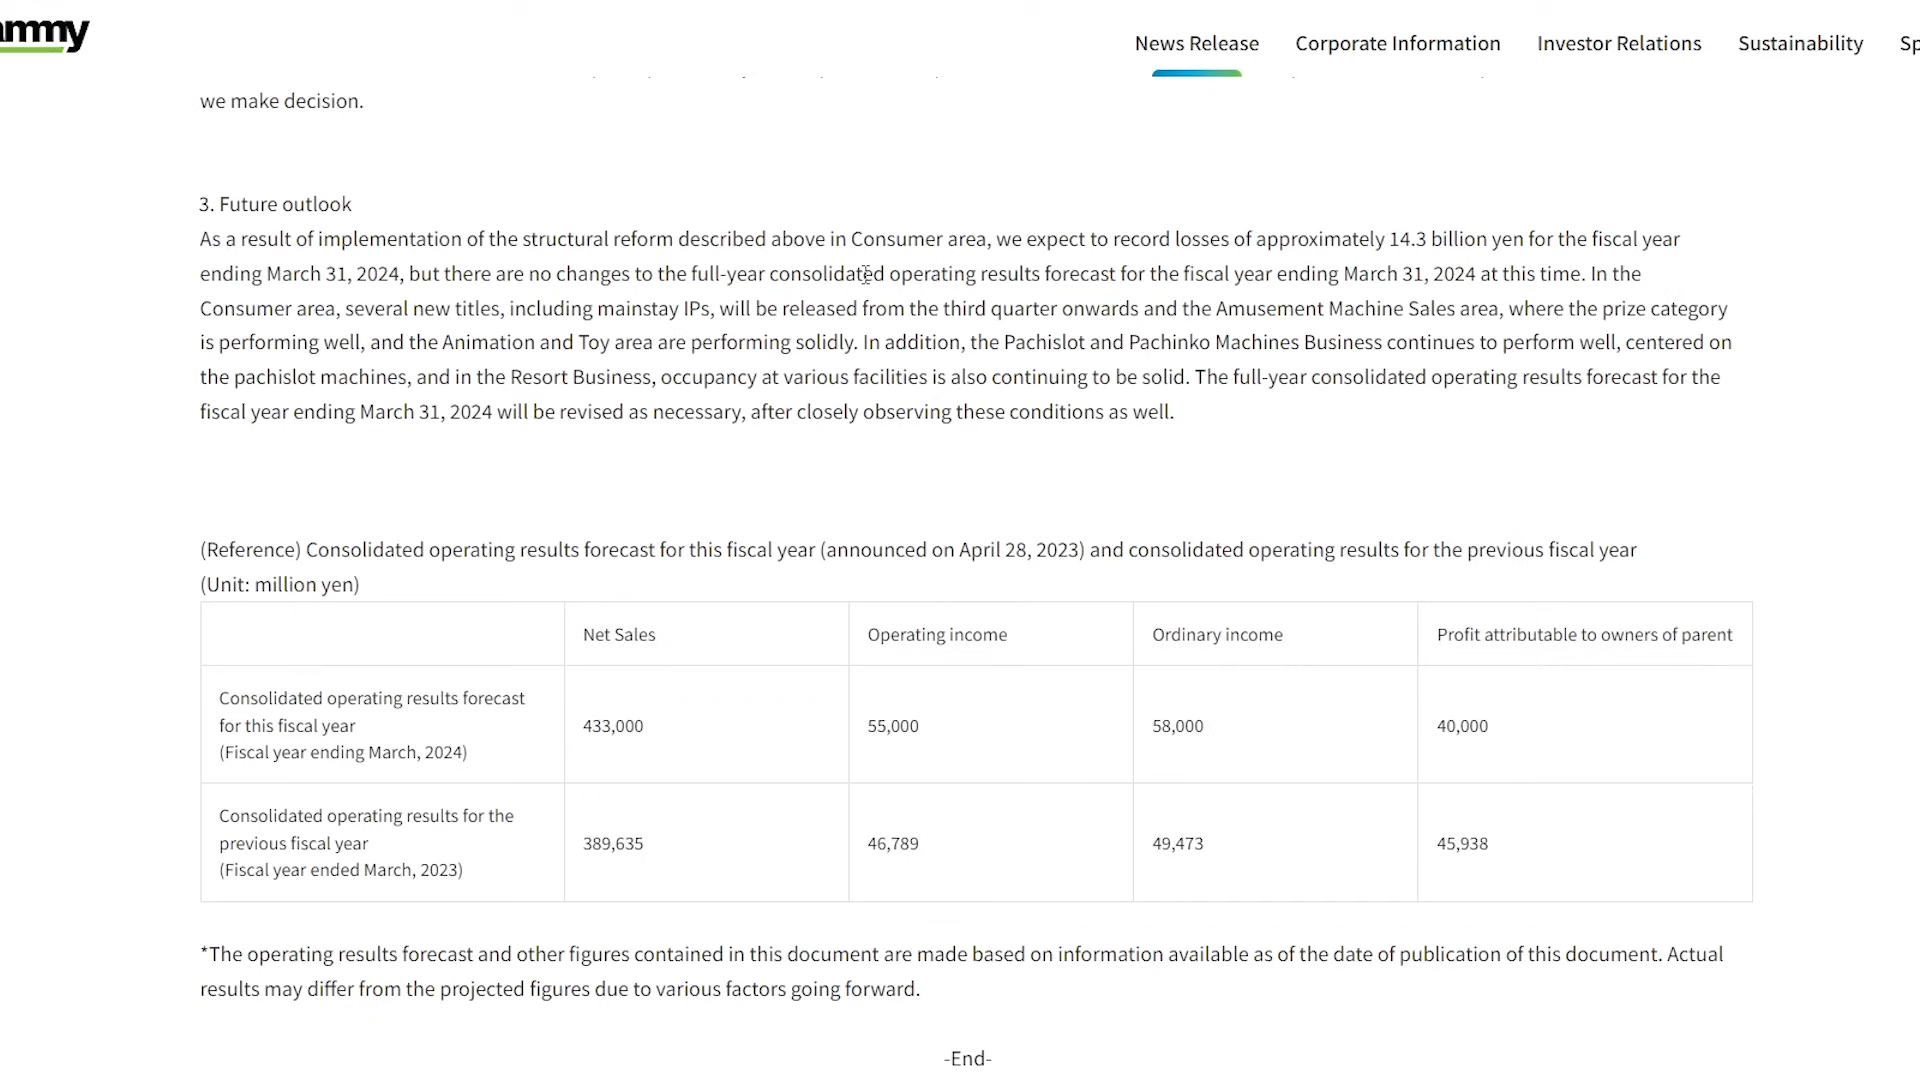 ammy
News Release Corporate Information Investor Relations Sustainability Sp
we make decision.
3. Future outlook
As a result of implementation of the structural reform described above in Consumer area, we expect to record losses of approximately 14.3 billion yen for the fiscal year
ending March 31, 2024, but there are no changes to the full-year consolidated operating results forecast for the fiscal year ending March 31, 2024 at this time. In the
Consumer area, several new titles, including mainstay IPs, will be released from the third quarter onwards and the Amusement Machine Sales area, where the prize category
is performing well, and the Animation and Toy area are performing solidly. In addition, the Pachislot and Pachinko Machines Business continues to perform well, centered on
the pachislot machines, and in the Resort Business, occupancy at various facilities is also continuing to be solid. The full-year consolidated operating results forecast for the
fiscal year ending March 31, 2024 will be revised as necessary, after closely observing these conditions as well.
(Reference) Consolidated operating results forecast for this fiscal year (announced on April 28, 2023) and consolidated operating results for the previous fiscal year
(Unit: million yen)
Net Sales Operating income Ordinary income Profit attributable to owners of parent
Consolidated operating results forecast
for this fiscal year
(Fiscal year ending March, 2024)
433,000 55,000 58,000 40,000
Consolidated operating results for the
previous fiscal year
(Fiscal year ended March, 2023)
389,635 46,789 49,473 45,938
*The operating results forecast and other figures contained in this document are made based on information available as of the date of publication of this document. Actual
results may differ from the projected figures due to various factors going forward.
-End-